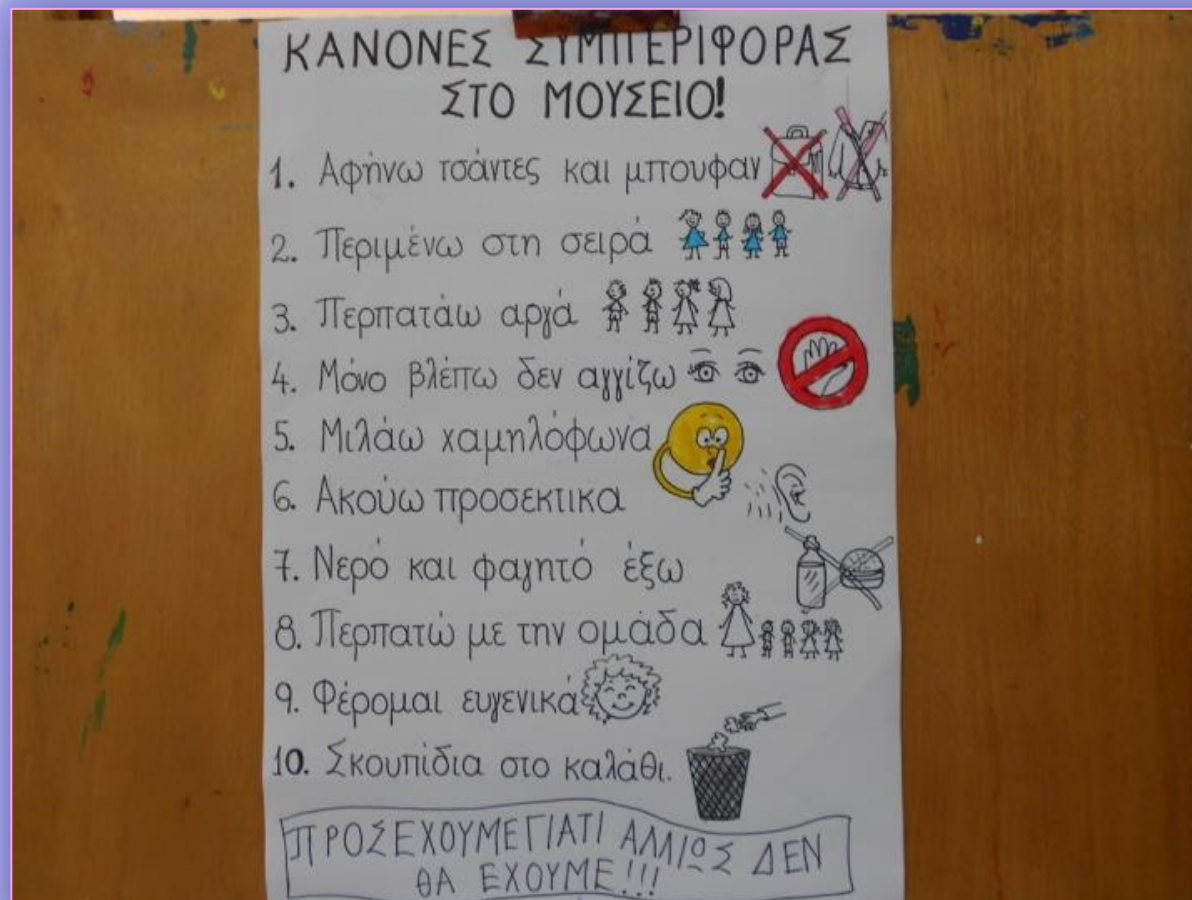 ΚΑΝΟΝΕΣ ΣΥΜΠΕΡΙΦΟΡΑΣ
ΣΤΟ ΜΟΥΣΕΙΟ!
1. Αφήνω τσάντες και μπουφαν
2. Περιμένω στη σειρά
3. Περπατάω αργά
4. Μόνο βλέπω δεν αγγίζω
5. Μιλάω χαμηλόφωνα
6. Ακούω προσεκτικα
7. Νερό και φαγητό έξω
8. Περπατώ με την ομάδα
9. Φέρομαι ευγενικά
10. Σκουπίδια στο καλάθι.
ΠΡΟΣΕΧΟΥΜΕ ΓΙΑΤΙ ΑΛΛΙΩΣ ΔΕΝ
ΘΑ ΕΧΟΥΜΕ!!!